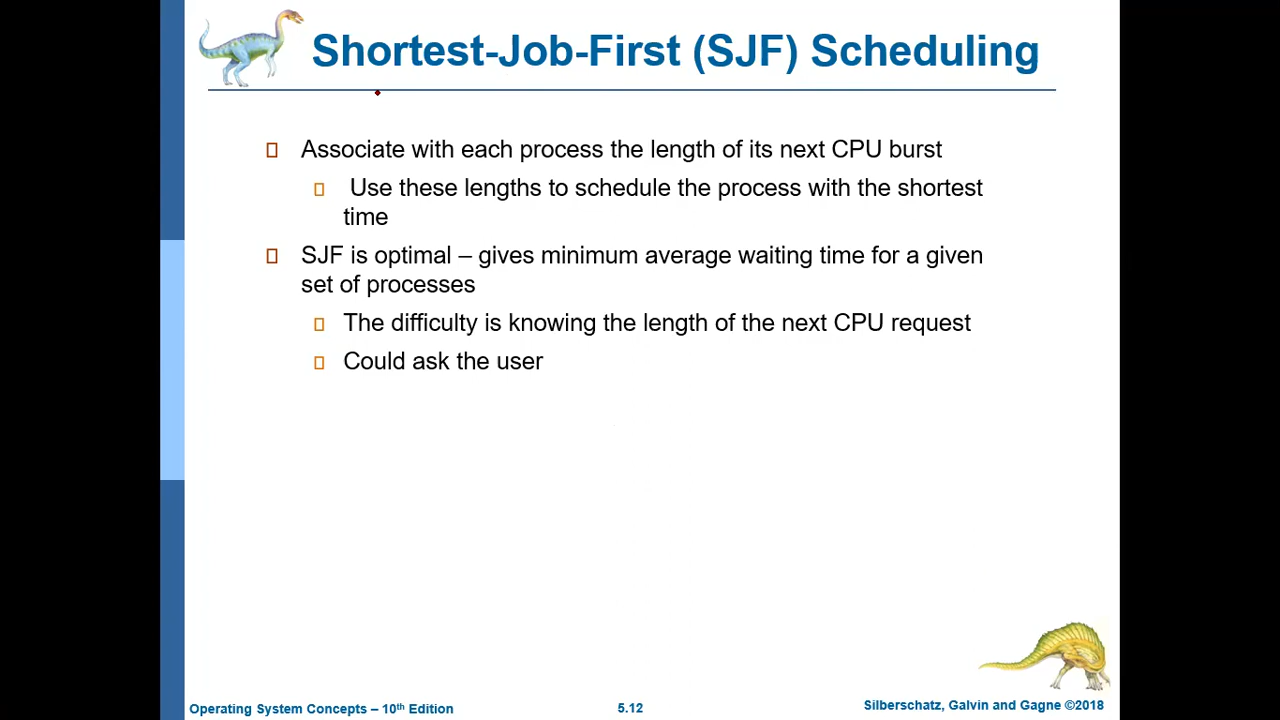 Shortest-Job-First (SJF) Scheduling
Associate with each process the length of its next CPU burst
Use these lengths to schedule the process with the shortest
time
SJF is optimal – gives minimum average waiting time for a given
set of processes
The difficulty is knowing the length of the next CPU request
Could ask the user
Operating System Concepts – 10th Edition
5.12
Silberschatz, Galvin and Gagne ©2018